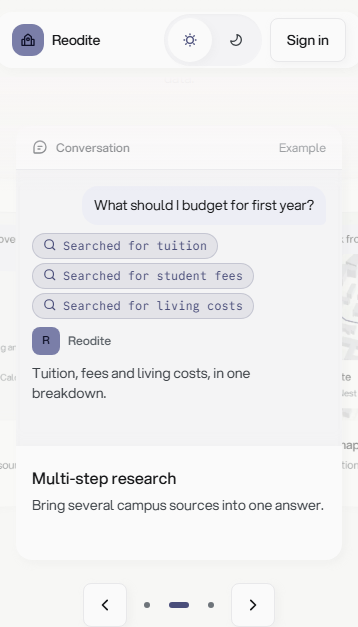 Reodite
Sign in
Conversation
Example
What should I budget for first year?
Searched for tuition
Searched for student fees
Searched for living costs
R
Reodite
Tuition, fees and living costs, in one
breakdown.
Multi-step research
Bring several campus sources into one answer.